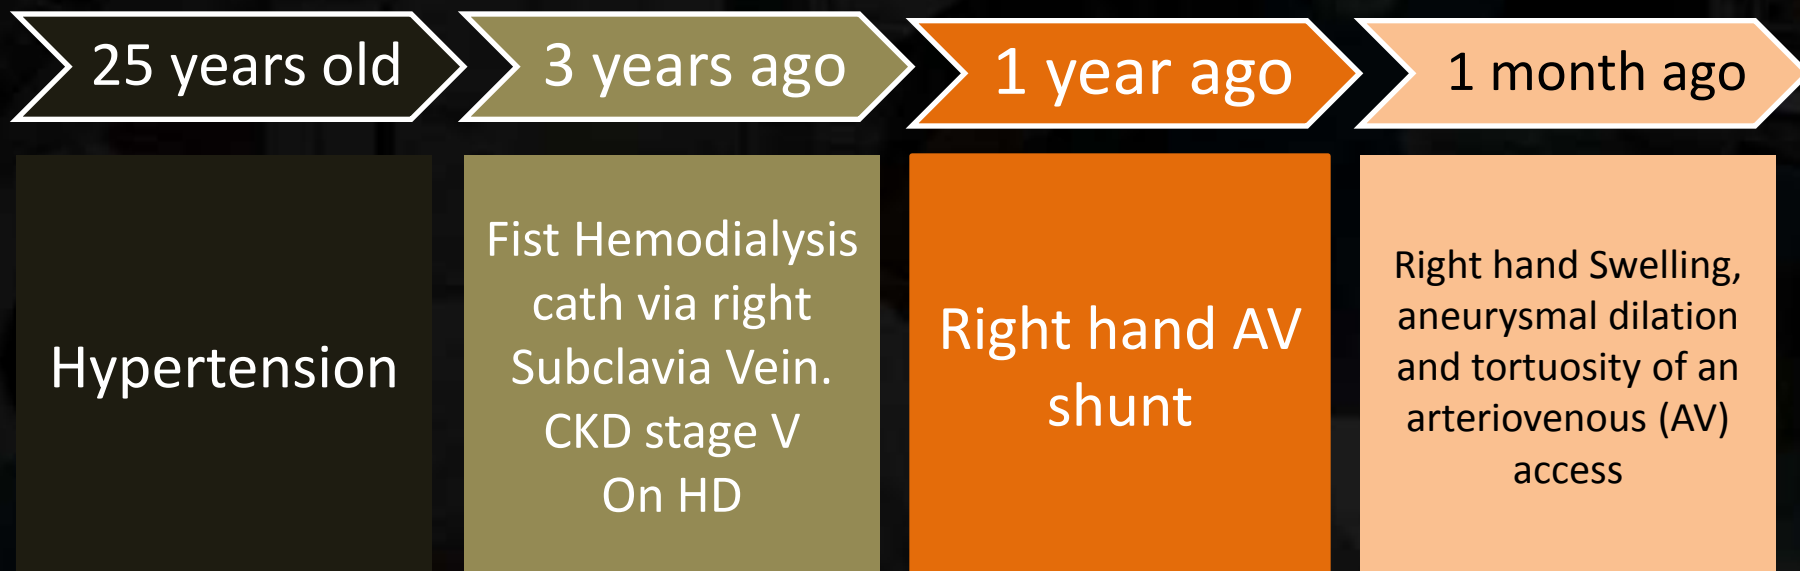 25 years old
3 years ago
1 year ago
1 month ago
Hypertension
Fist Hemodialysis
cath via right
Subclavia Vein.
CKD stage V
On HD
Right hand AV
shunt
Right hand Swelling,
aneurysmal dilation
and tortuosity of an
arteriovenous (AV)
access